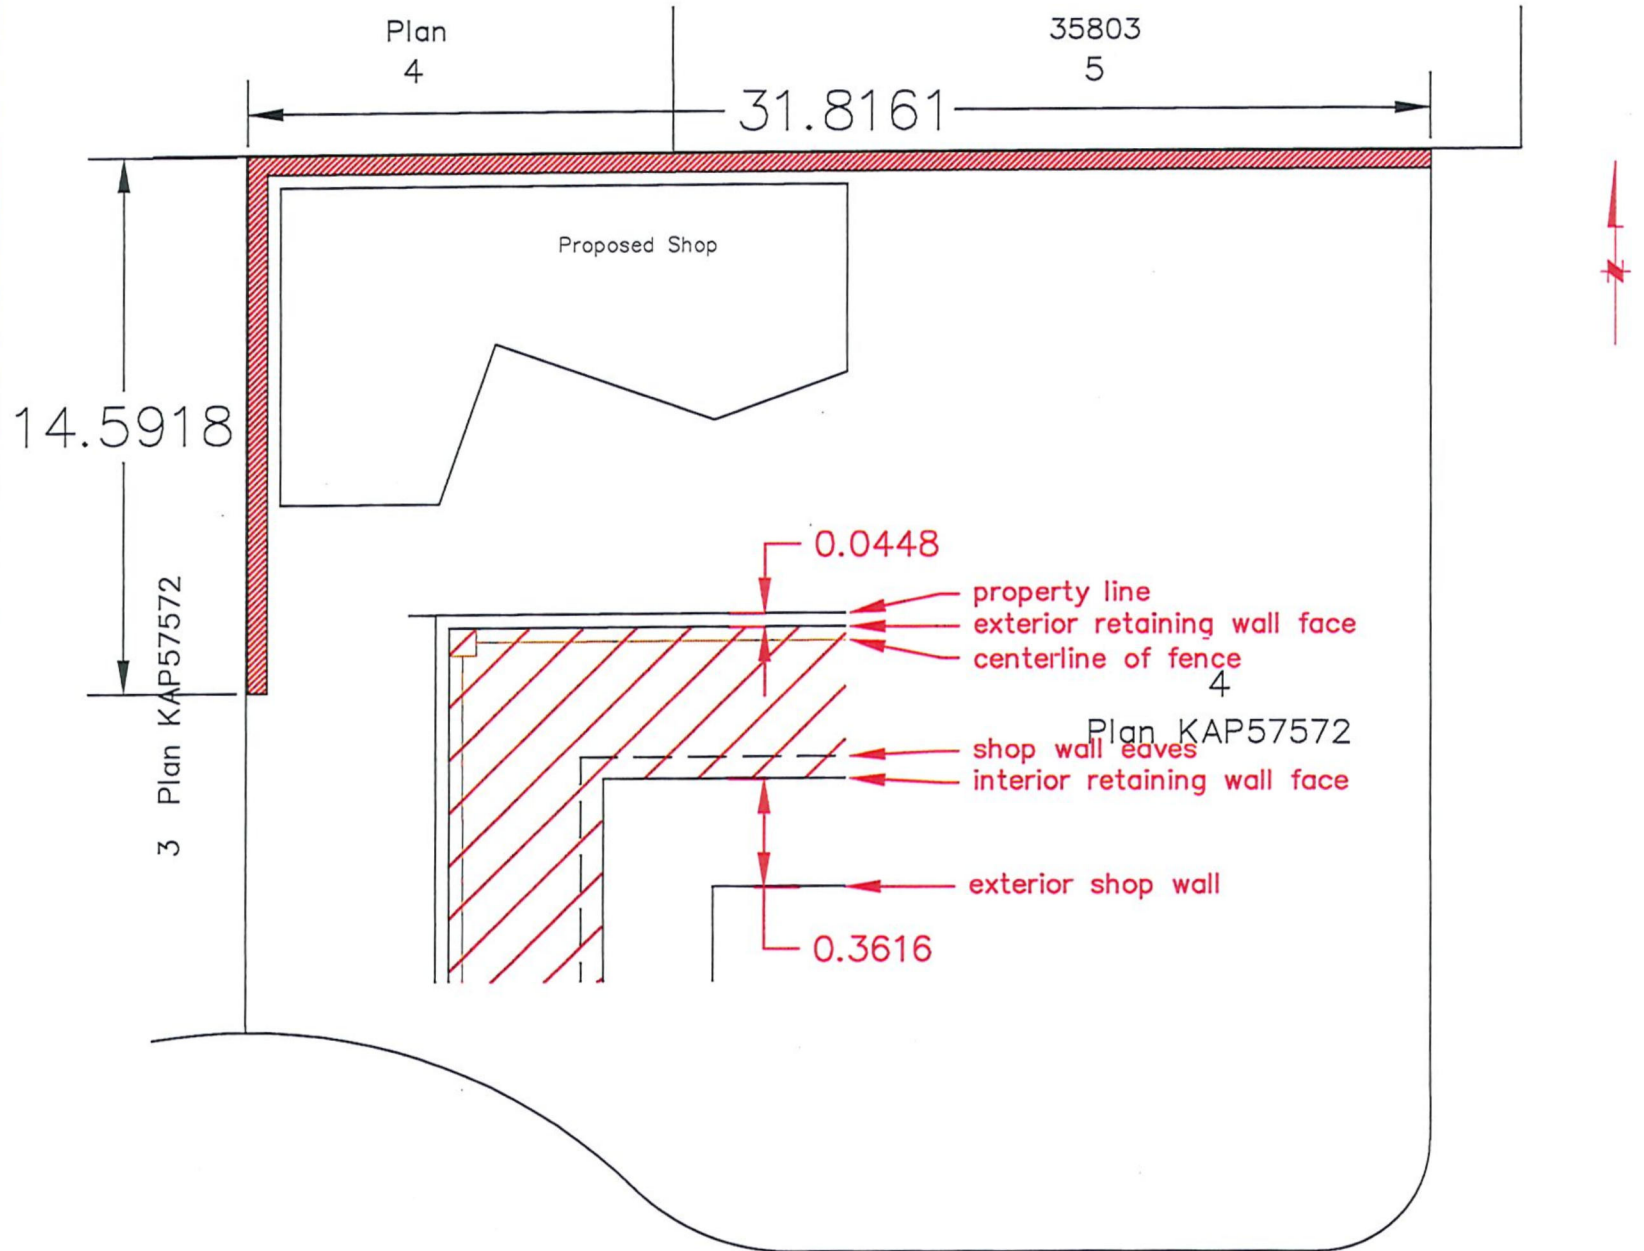 Plan
4
35803
5
31.8161
Proposed Shop
14.5918
3 Plan KAP57572
0.0448
property line
exterior retaining wall face
centerline of fence
4
Plan KAP57572
shop wall eaves
interior retaining wall face
exterior shop wall
0.3616